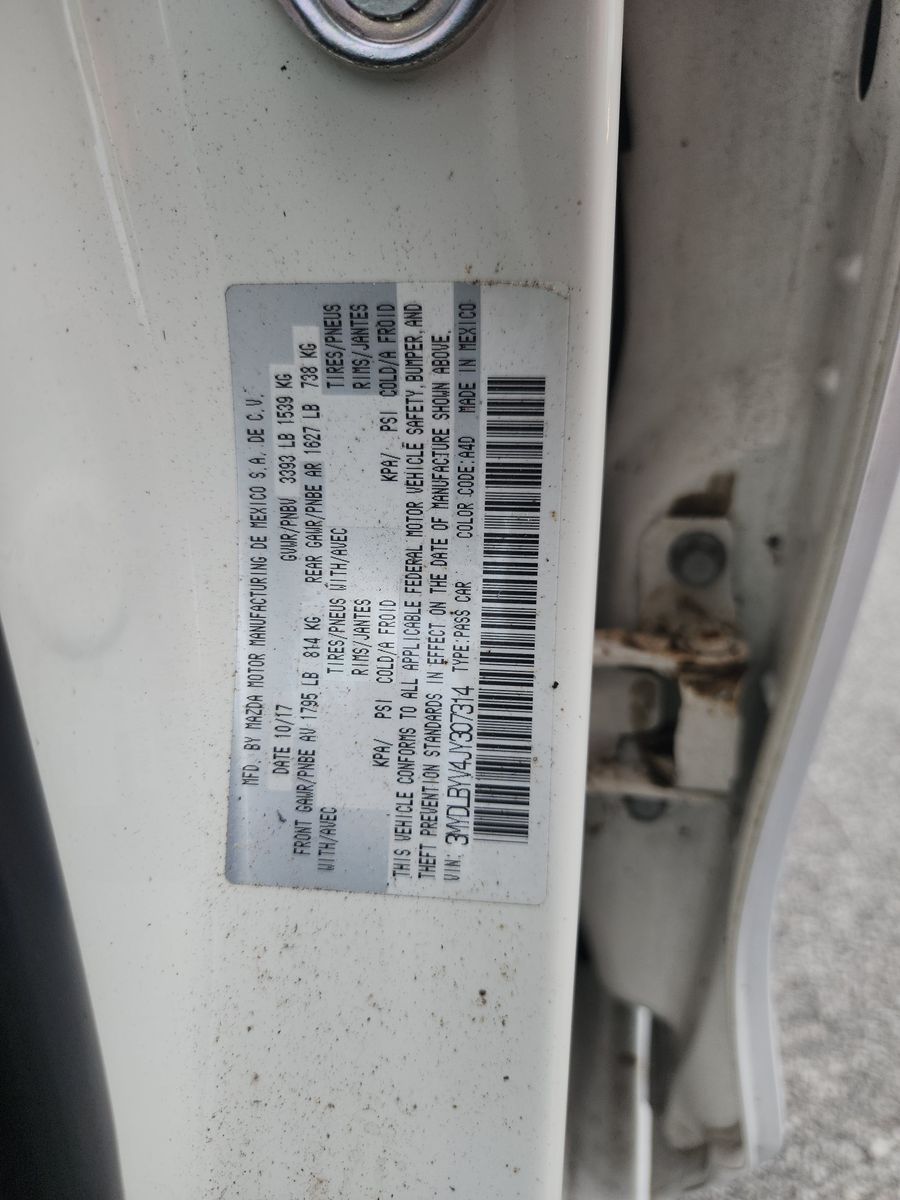 MFD. BY MAZDA MOTOR MANUFACTURING DE MEXICO S.A. DE C.V.
DATE 10/17 GVWR/PNBV 3393 LB 1539 KG
FRONT GAWR/PNBE AV 1795 LB 814 KG REAR GAWR/PNBE AR 1627 LB 738 KG
WITH/AVEC TIRES/PNEUS WITH/AVEC TIRES/PNEUS
RIMS/JANTES RIMS/JANTES
KPA/ PSI COLD/A FROID KPA/ PSI COLD/A FROID
THIS VEHICLE CONFORMS TO ALL APPLICABLE FEDERAL MOTOR VEHICLE SAFETY, BUMPER, AND
THEFT PREVENTION STANDARDS IN EFFECT ON THE DATE OF MANUFACTURE SHOWN ABOVE.
VIN: 3MYDLBYV4JY307314 TYPE:PASS CAR COLOR CODE:A4D MADE IN MEXICO